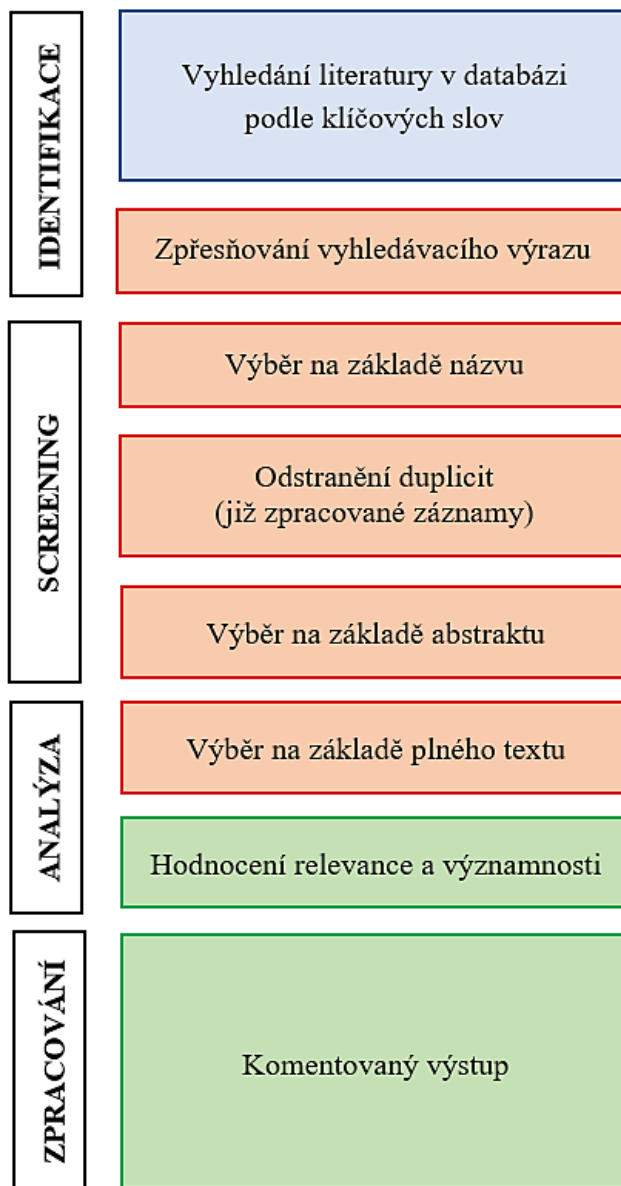 IDENTIFIKACE
Vyhledání literatury v databázi
podle klíčových slov
Zpřesňování vyhledávacího výrazu
SCREENING
Výběr na základě názvu
Odstranění duplicit
(již zpracované záznamy)
Výběr na základě abstraktu
ANALÝZA
Výběr na základě plného textu
Hodnocení relevance a významnosti
ZPRACOVÁNÍ
Komentovaný výstup